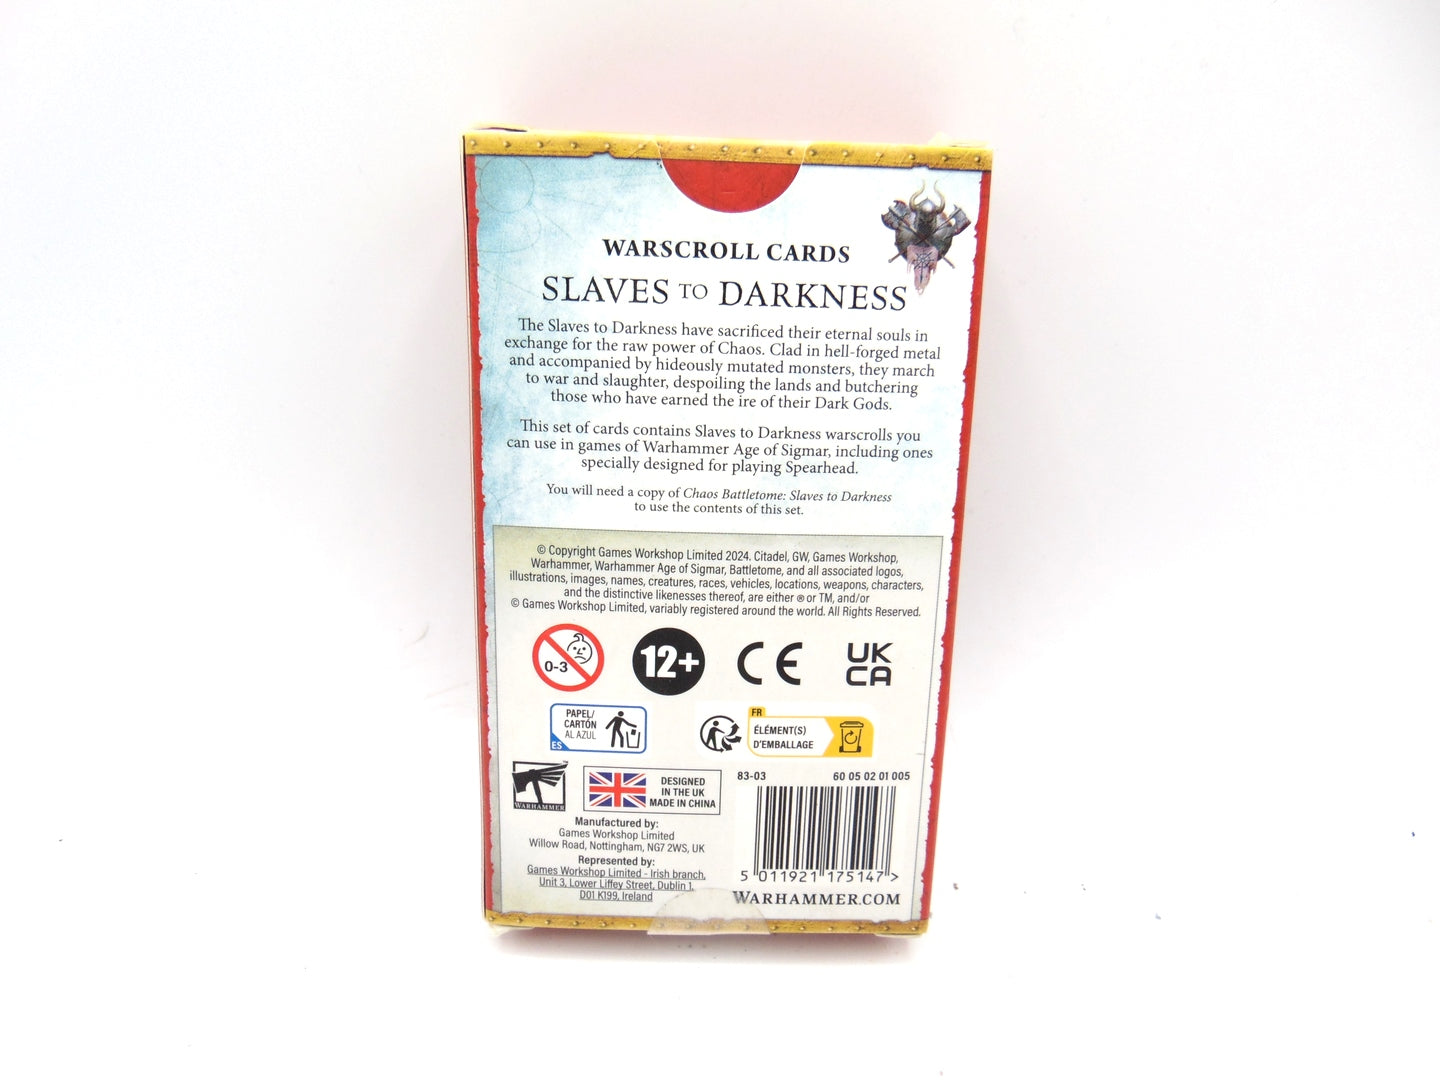 WARSCROLL CARDS
SLAVES TO DARKNESS
The Slaves to Darkness have sacrificed their eternal souls in
exchange for the raw power of Chaos. Clad in hell-forged metal
and accompanied by hideously mutated monsters, they march
to war and slaughter, despoiling the lands and butchering
those who have earned the ire of their Dark Gods.
This set of cards contains Slaves to Darkness warscrolls you
can use in games of Warhammer Age of Sigmar, including ones
specially designed for playing Spearhead.
You will need a copy of Chaos Battletome: Slaves to Darkness
to use the contents of this set.
© Copyright Games Workshop Limited 2024. Citadel, GW, Games Workshop,
Warhammer, Warhammer Age of Sigmar, Battletome, and all associated logos,
illustrations, images, names, creatures, races, vehicles, locations, weapons, characters,
and the distinctive likenesses thereof, are either ® or TM, and/or
© Games Workshop Limited, variably registered around the world. All Rights Reserved.
0-3
12+
CE
UK
CA
PAPEL/
CARTÓN
AL AZUL
ES
FR
ÉLÉMENT(S)
D'EMBALLAGE
WARHAMMER
™
DESIGNED
IN THE UK
MADE IN CHINA
83-03 60 05 02 01 005
Manufactured by:
Games Workshop Limited
Willow Road, Nottingham, NG7 2WS, UK
Represented by:
Games Workshop Limited - Irish branch,
Unit 3, Lower Liffey Street, Dublin 1,
D01 K199, Ireland
5 011921 175147 >
WARHAMMER.COM